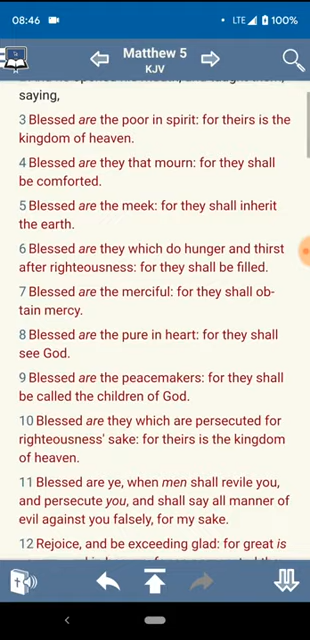 08:46
LTE 100%
Matthew 5
KJV
saying,
3 Blessed are the poor in spirit: for theirs is the
kingdom of heaven.
4 Blessed are they that mourn: for they shall
be comforted.
5 Blessed are the meek: for they shall inherit
the earth.
6 Blessed are they which do hunger and thirst
after righteousness: for they shall be filled.
7 Blessed are the merciful: for they shall ob-
tain mercy.
8 Blessed are the pure in heart: for they shall
see God.
9 Blessed are the peacemakers: for they shall
be called the children of God.
10 Blessed are they which are persecuted for
righteousness' sake: for theirs is the kingdom
of heaven.
11 Blessed are ye, when men shall revile you,
and persecute you, and shall say all manner of
evil against you falsely, for my sake.
12 Rejoice, and be exceeding glad: for great is